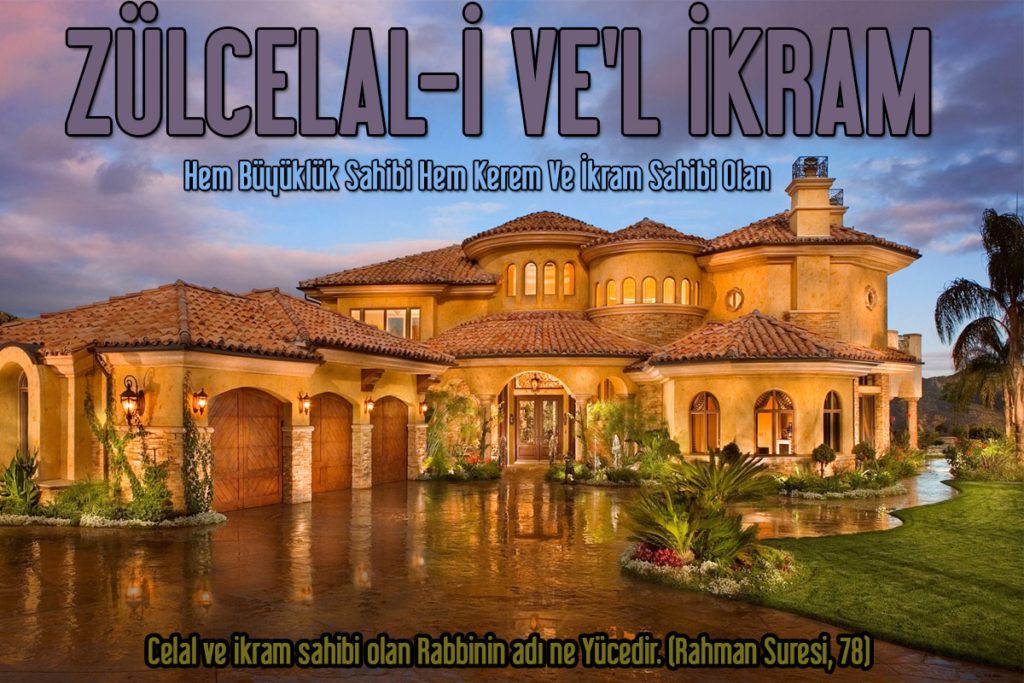 ZÜLCELAL-İ VE'L İKRAM
Hem Büyüklük Sahibi Hem Kerem Ve İkram Sahibi Olan
Celal ve ikram sahibi olan Rabbinin adı ne Yücedir. (Rahman Suresi, 78)